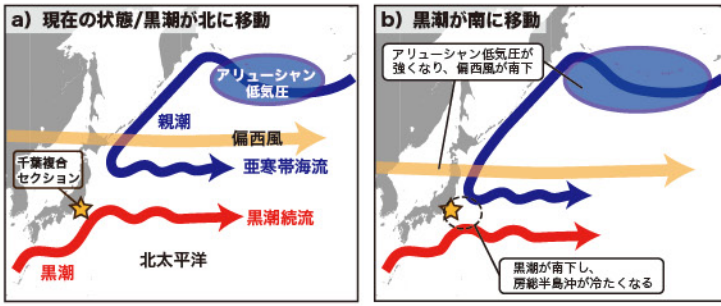 a）現在の状態/黒潮が北に移動
アリューシャン
低気圧
親潮
偏西風
千葉複合
セクション
亜寒帯海流
黒潮続流
黒潮
北太平洋
b）黒潮が南に移動
アリューシャン低気圧が
強くなり、偏西風が南下
黒潮が南下し、
房総半島沖が冷たくなる